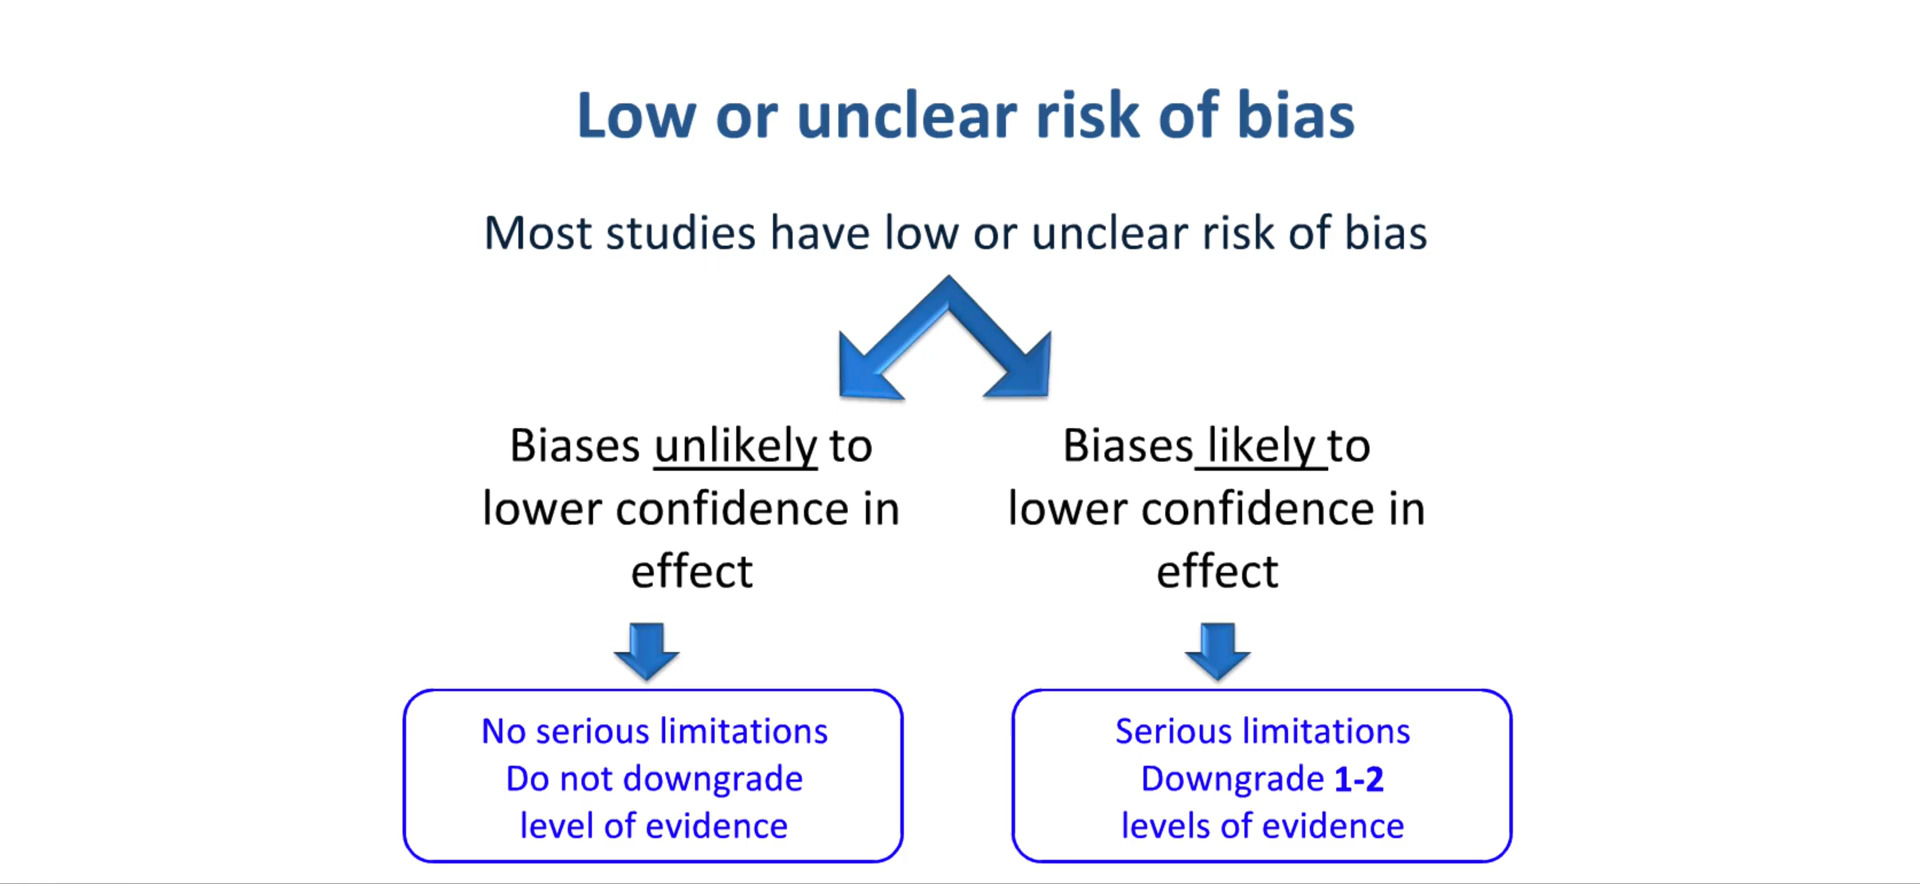 Low or unclear risk of bias
Most studies have low or unclear risk of bias
Biases unlikely to
lower confidence in
effect
Biases likely to
lower confidence in
effect
No serious limitations
Do not downgrade
level of evidence
Serious limitations
Downgrade 1-2
levels of evidence